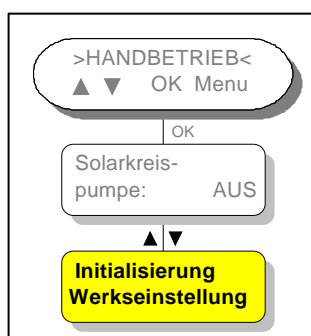 >HANDBETRIEB<
▲ ▼ OK Menu
OK
Solarkreis-
pumpe: AUS
▲ ▼
Initialisierung
Werkseinstellung